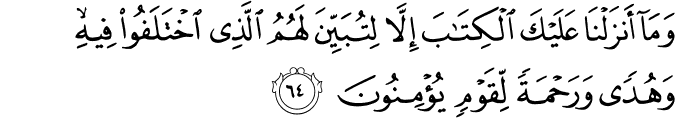 وَمَآ أَنزَلْنَا عَلَيْكَ ٱلْكِتَٰبَ إِلَّا لِتُبَيِّنَ لَهُمُ ٱلَّذِى ٱخْتَلَفُوا۟ فِيهِۙ
وَهُدًى وَرَحْمَةً لِّقَوْمٍ يُؤْمِنُونَ ٦٤